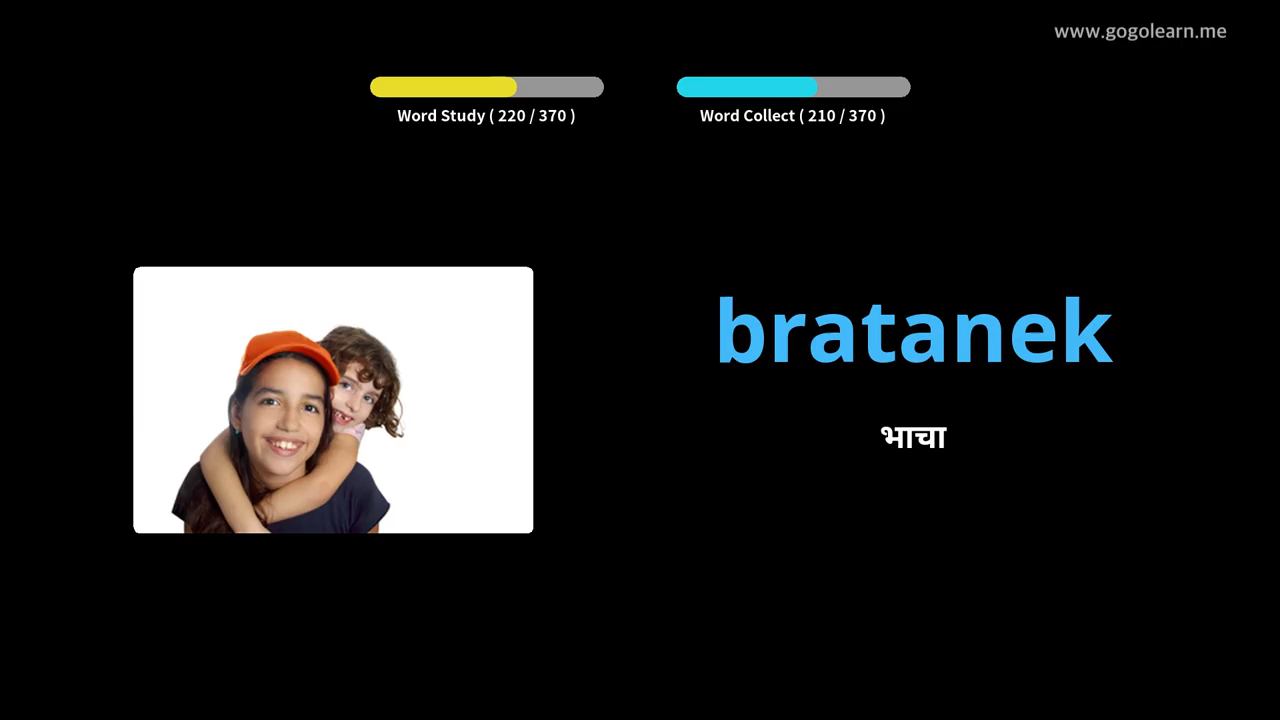 www.gogolearn.me
Word Study ( 220 / 370 )
Word Collect ( 210 / 370 )
bratanek
भाचा